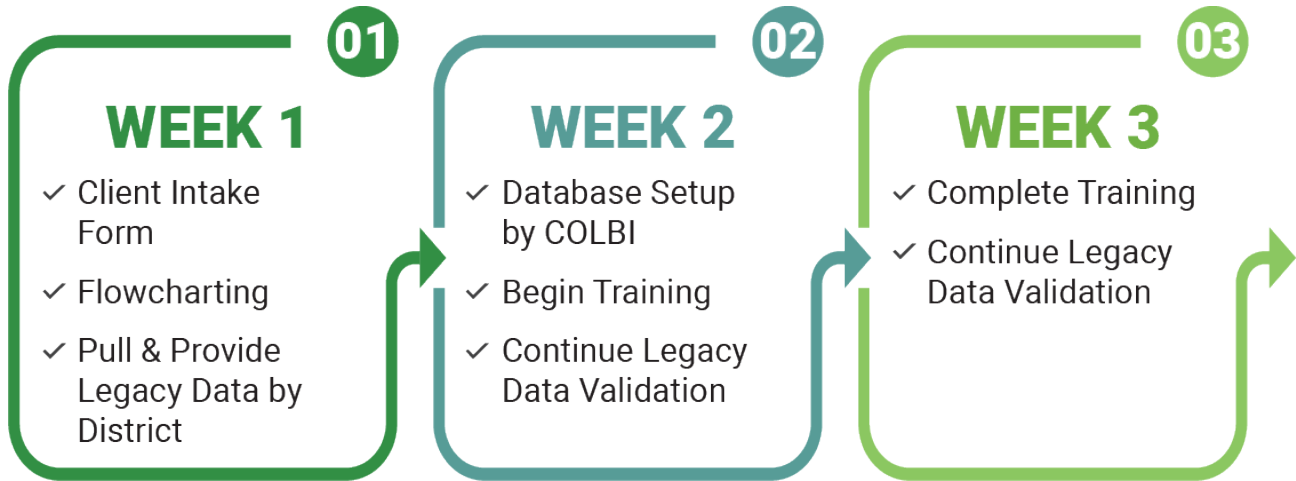 01
WEEK 1
Client Intake
Form
Flowcharting
Pull & Provide
Legacy Data by
District
02
WEEK 2
Database Setup
by COLBI
Begin Training
Continue Legacy
Data Validation
03
WEEK 3
Complete Training
Continue Legacy
Data Validation